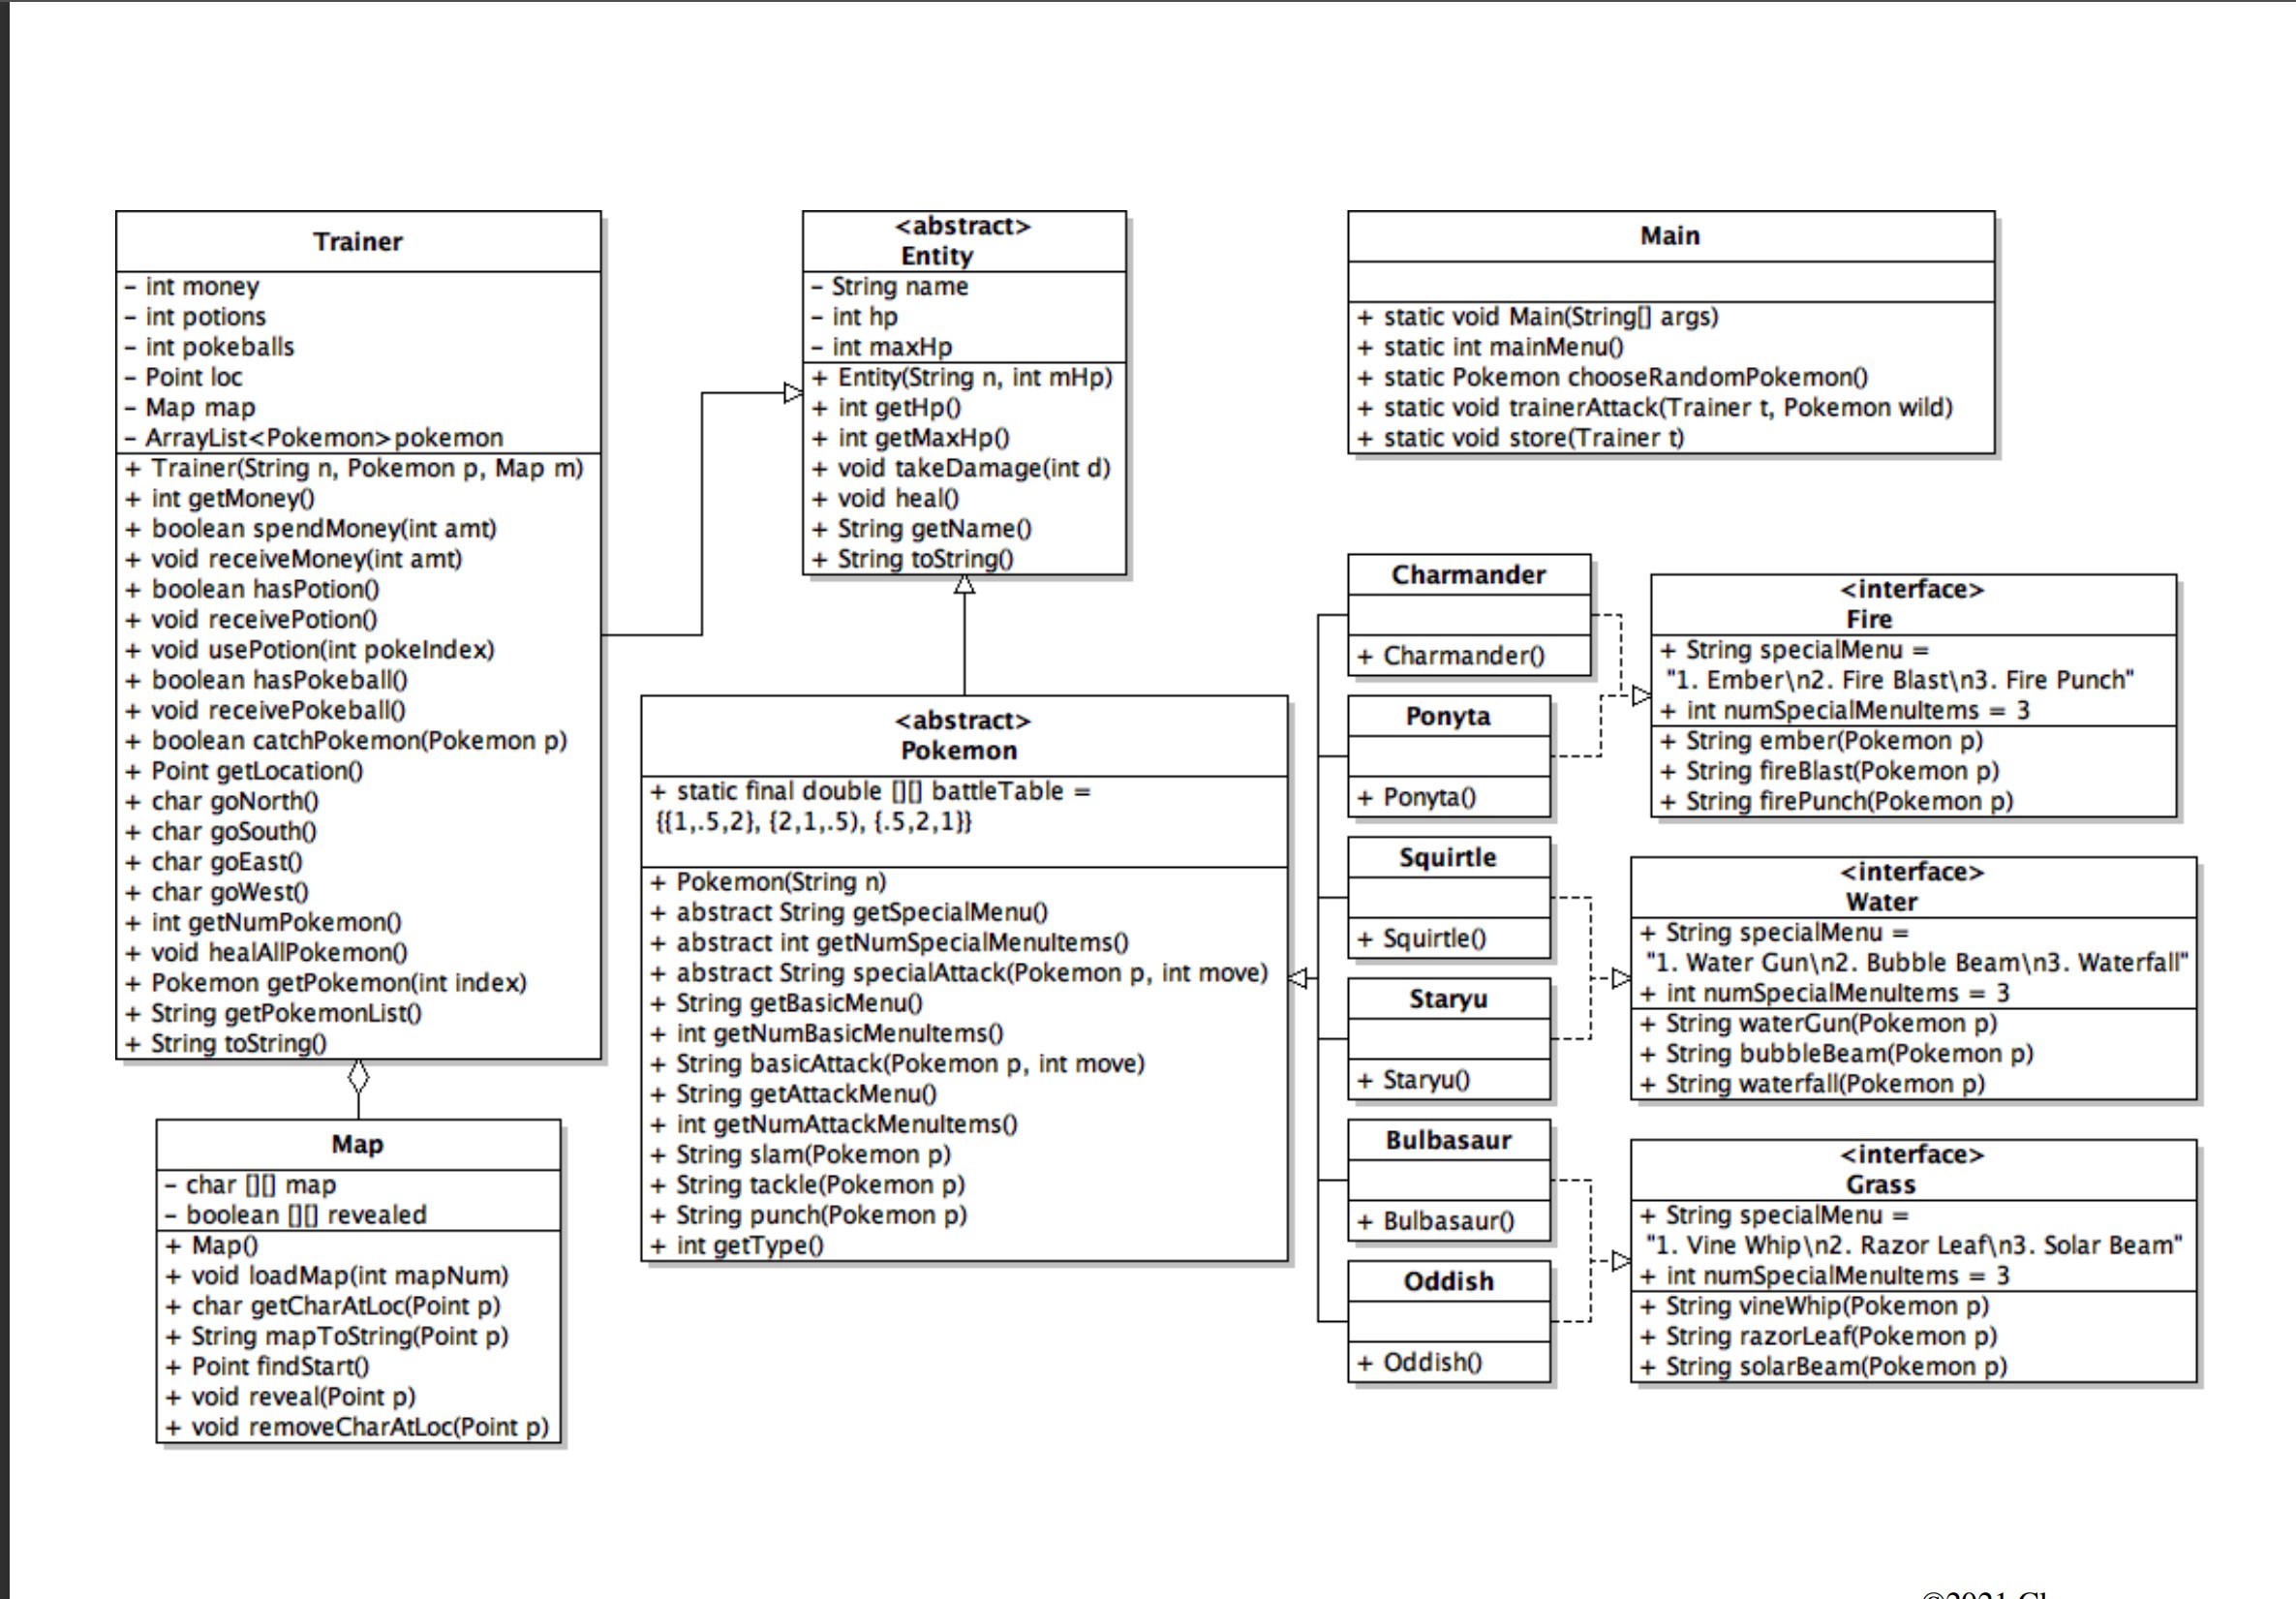 Trainer
- int money
- int potions
- int pokeballs
- Point loc
- Map map
- ArrayList<Pokemon> pokemon
+ Trainer(String n, Pokemon p, Map m)
+ int getMoney()
+ boolean spendMoney(int amt)
+ void receiveMoney(int amt)
+ boolean hasPotion()
+ void receivePotion()
+ void usePotion(int pokeIndex)
+ boolean hasPokeball()
+ void receivePokeball()
+ boolean catchPokemon(Pokemon p)
+ Point getLocation()
+ char goNorth()
+ char goSouth()
+ char goEast()
+ char goWest()
+ int getNumPokemon()
+ void healAllPokemon()
+ Pokemon getPokemon(int index)
+ String getPokemonList()
+ String toString()
Map
- char [][] map
- boolean [][] revealed
+ Map()
+ void loadMap(int mapNum)
+ char getCharAtLoc(Point p)
+ String mapToString(Point p)
+ Point findStart()
+ void reveal(Point p)
+ void removeCharAtLoc(Point p)
<abstract>
Entity
- String name
- int hp
- int maxHp
+ Entity(String n, int mHp)
+ int getHp()
+ int getMaxHp()
+ void takeDamage(int d)
+ void heal()
+ String getName()
+ String toString()
<abstract>
Pokemon
+ static final double [][] battleTable =
{{1,.5,2}, {2,1,.5), {.5,2,1}}
+ Pokemon(String n)
+ abstract String getSpecialMenu()
+ abstract int getNumSpecialMenuItems()
+ abstract String specialAttack(Pokemon p, int move)
+ String getBasicMenu()
+ int getNumBasicMenuItems()
+ String basicAttack(Pokemon p, int move)
+ String getAttackMenu()
+ int getNumAttackMenuItems()
+ String slam(Pokemon p)
+ String tackle(Pokemon p)
+ String punch(Pokemon p)
+ int getType()
Main
+ static void Main(String[] args)
+ static int mainMenu()
+ static Pokemon chooseRandomPokemon()
+ static void trainerAttack(Trainer t, Pokemon wild)
+ static void store(Trainer t)
Charmander
+ Charmander()
Ponyta
+ Ponyta()
Squirtle
+ Squirtle()
Staryu
+ Staryu()
Bulbasaur
+ Bulbasaur()
Oddish
+ Oddish()
<interface>
Fire
+ String specialMenu =
"1. Ember\n2. Fire Blast\n3. Fire Punch"
+ int numSpecialMenuItems = 3
+ String ember(Pokemon p)
+ String fireBlast(Pokemon p)
+ String firePunch(Pokemon p)
<interface>
Water
+ String specialMenu =
"1. Water Gun\n2. Bubble Beam\n3. Waterfall"
+ int numSpecialMenuItems = 3
+ String waterGun(Pokemon p)
+ String bubbleBeam(Pokemon p)
+ String waterfall(Pokemon p)
<interface>
Grass
+ String specialMenu =
"1. Vine Whip\n2. Razor Leaf\n3. Solar Beam"
+ int numSpecialMenuItems = 3
+ String vineWhip(Pokemon p)
+ String razorLeaf(Pokemon p)
+ String solarBeam(Pokemon p)
©2021